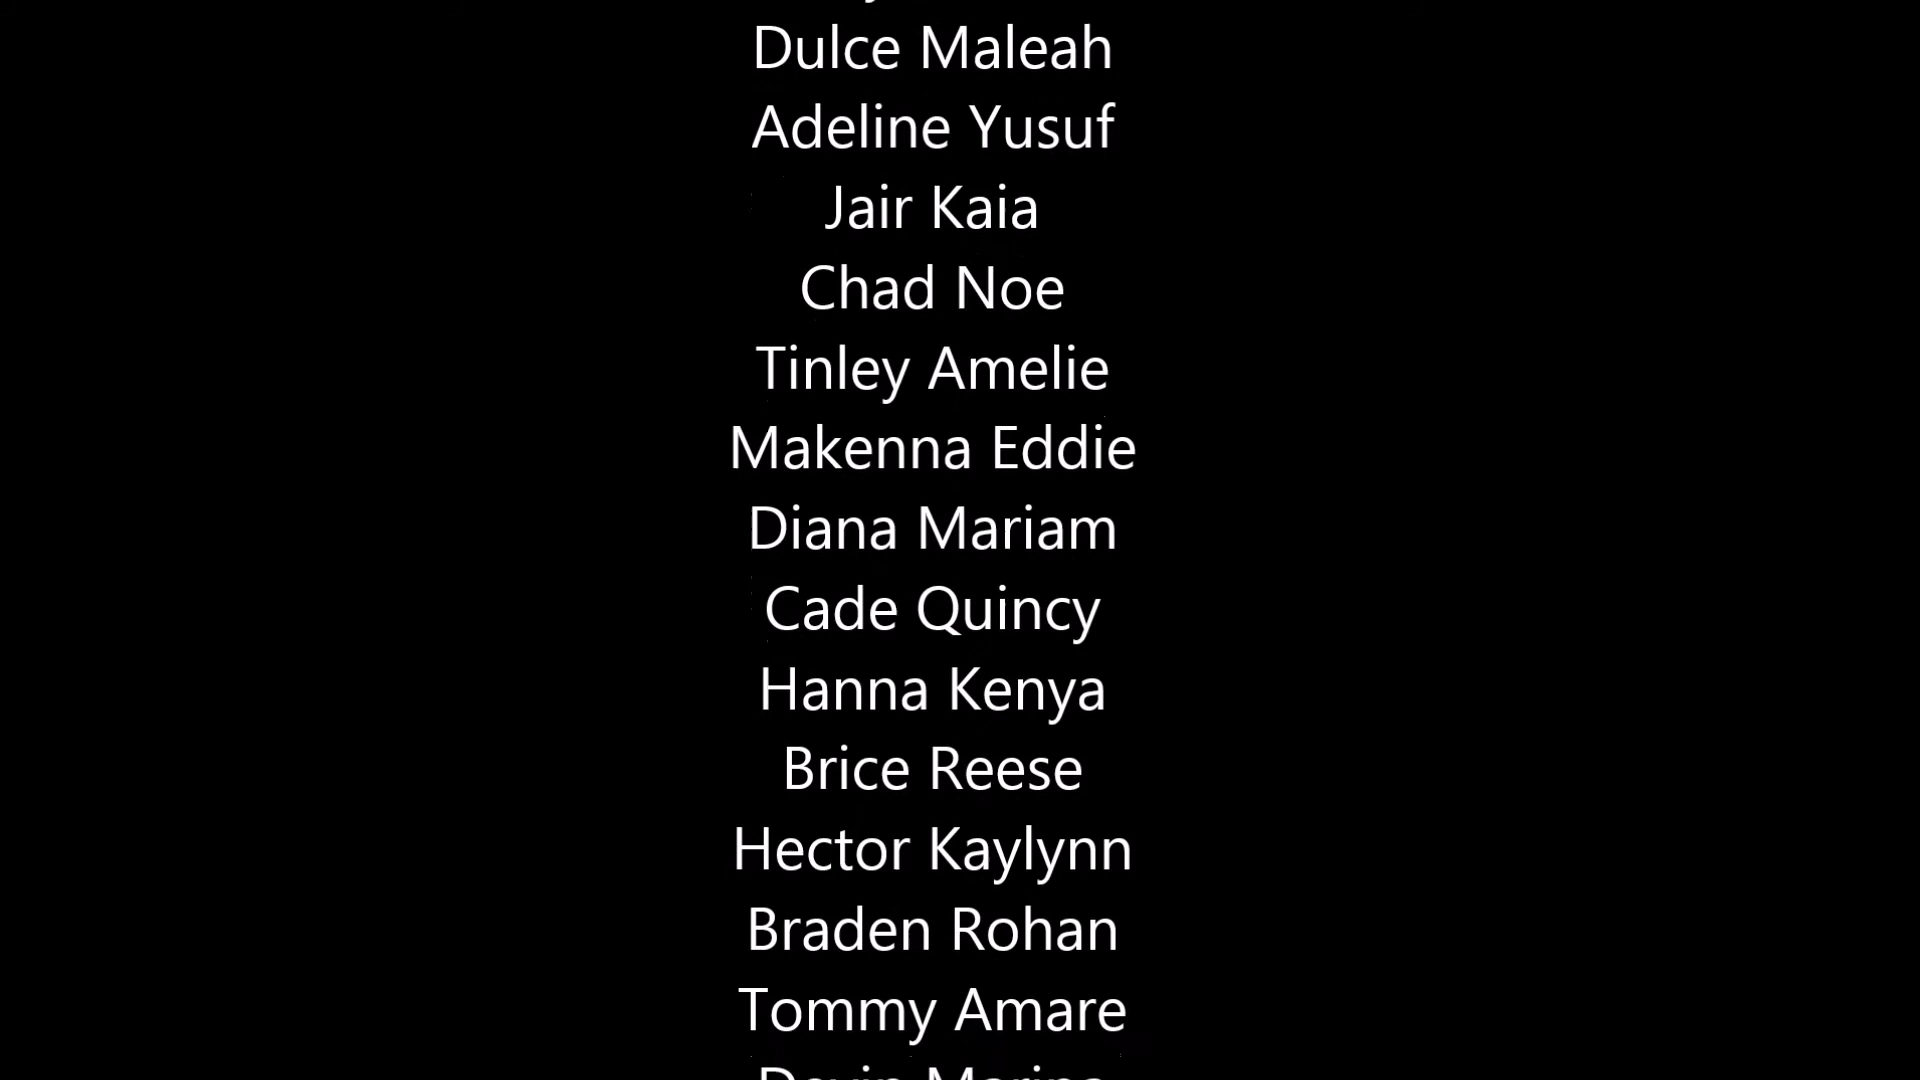 Dulce Maleah
Adeline Yusuf
Jair Kaia
Chad Noe
Tinley Amelie
Makenna Eddie
Diana Mariam
Cade Quincy
Hanna Kenya
Brice Reese
Hector Kaylynn
Braden Rohan
Tommy Amare